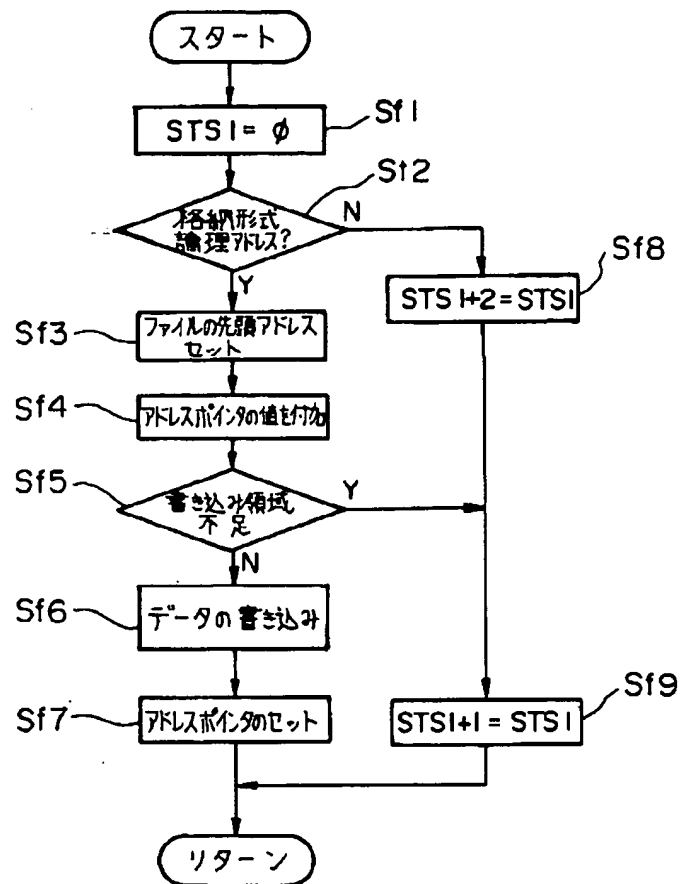 スタート
STS1=φ
Sf1
St2
格納形式
論理アドレス?
N
Y
STS1+2=STS1
Sf8
Sf3
ファイルの先頭アドレス
セット
Sf4
アドレスポインタの値を付加
Sf5
書き込み領域
不足
Y
N
Sf6
データの書き込み
Sf7
アドレスポインタのセット
STS1+1=STS1
Sf9
リターン